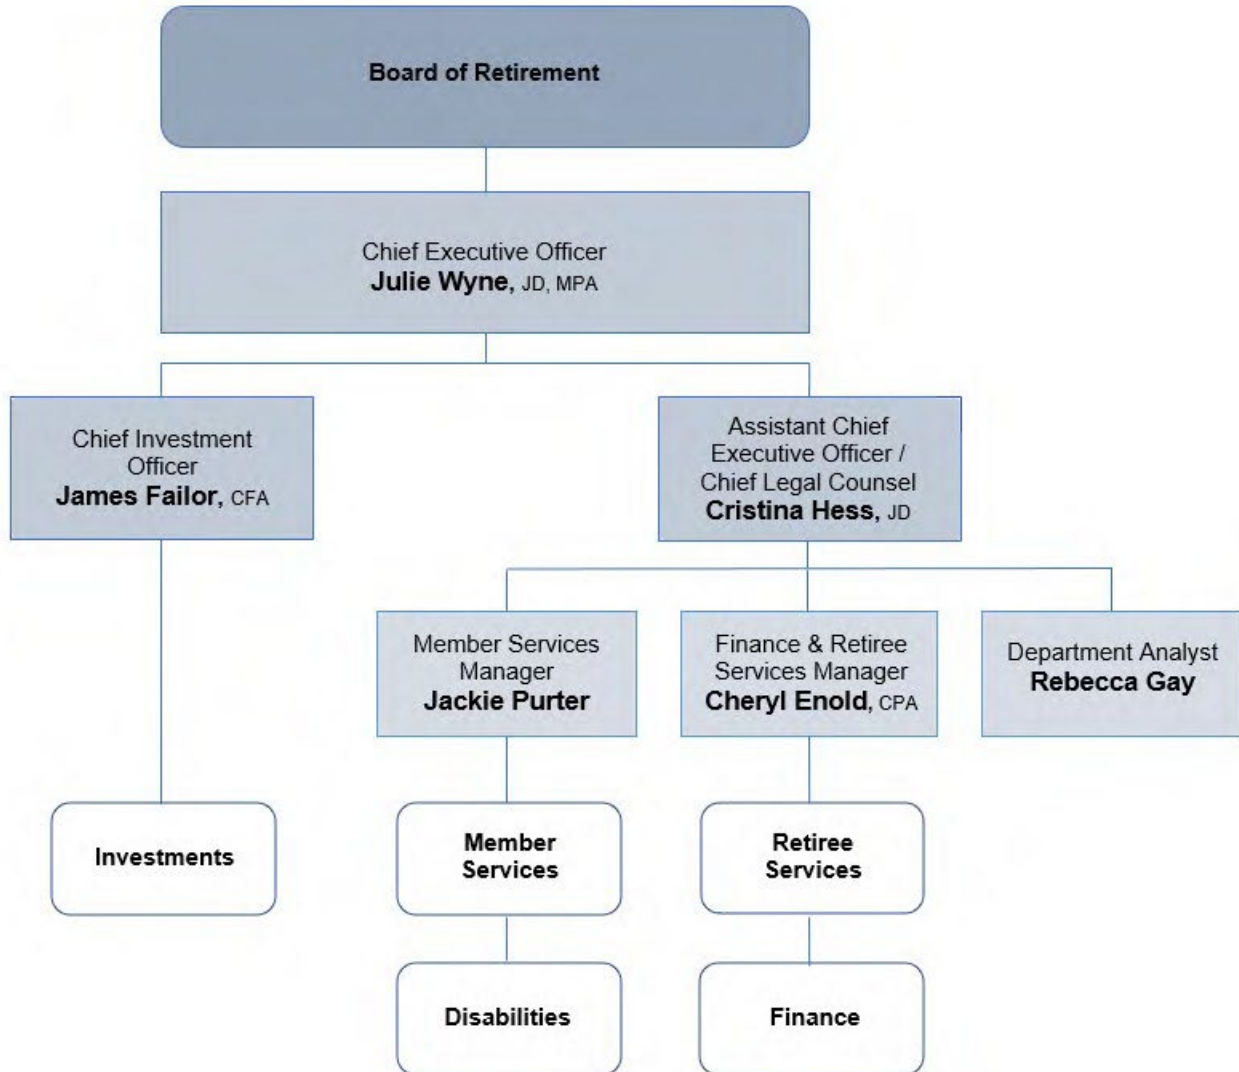 Board of Retirement
Chief Executive Officer
Julie Wyne, JD, MPA
Chief Investment
Officer
James Failor, CFA
Assistant Chief
Executive Officer /
Chief Legal Counsel
Cristina Hess, JD
Member Services
Manager
Jackie Purter
Finance & Retiree
Services Manager
Cheryl Enold, CPA
Department Analyst
Rebecca Gay
Investments
Member
Services
Retiree
Services
Disabilities
Finance